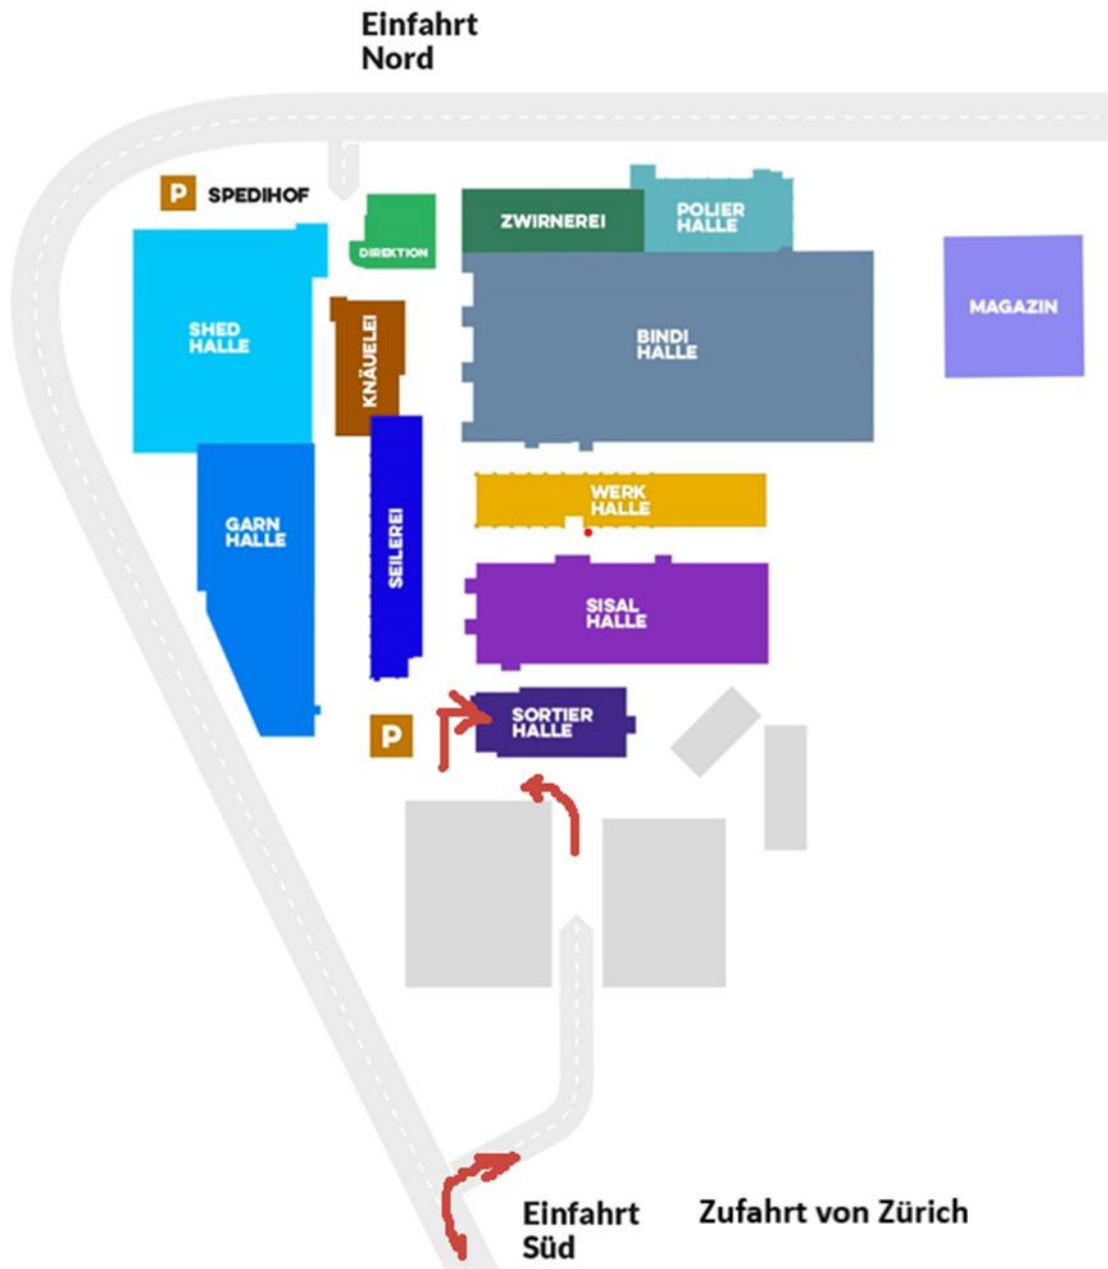 Einfahrt
Nord
P SPEDIHOF
DIREKTION
ZWIRNEREI
POLIER
HALLE
SHED
HALLE
KNÄUELEI
BINDI
HALLE
MAGAZIN
GARN
HALLE
SEILEREI
WERK
HALLE
SISAL
HALLE
P
SORTIER
HALLE
Einfahrt
Süd
Zufahrt von Zürich